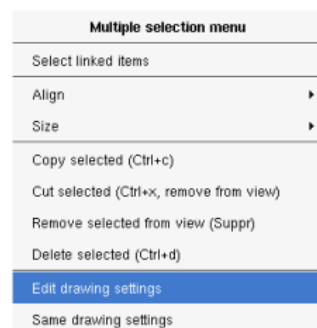 Multiple selection menu
Select linked items
Align
Size
Copy selected (Ctrl+c)
Cut selected (Ctrl+x, remove from view)
Remove selected from view (Suppr)
Delete selected (Ctrl+d)
Edit drawing settings
Same drawing settings